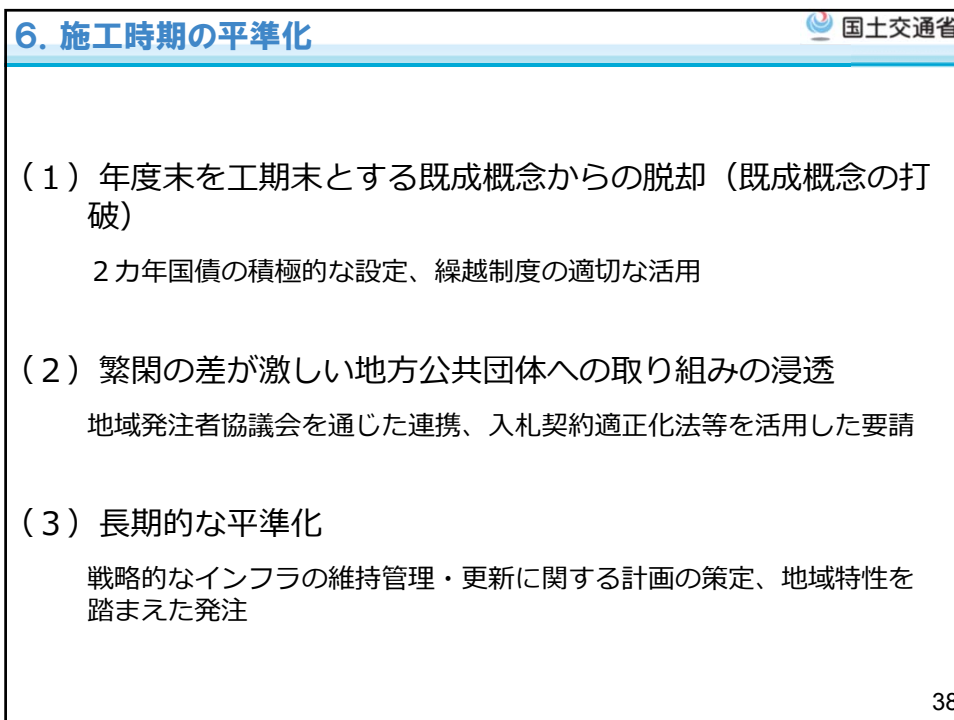 ６．施工時期の平準化
国土交通省
（１）年度末を工期末とする既成概念からの脱却（既成概念の打
破）
２カ年国債の積極的な設定、繰越制度の適切な活用
（２）繁閑の差が激しい地方公共団体への取り組みの浸透
地域発注者協議会を通じた連携、入札契約適正化法等を活用した要請
（３）長期的な平準化
戦略的なインフラの維持管理・更新に関する計画の策定、地域特性を
踏まえた発注
38